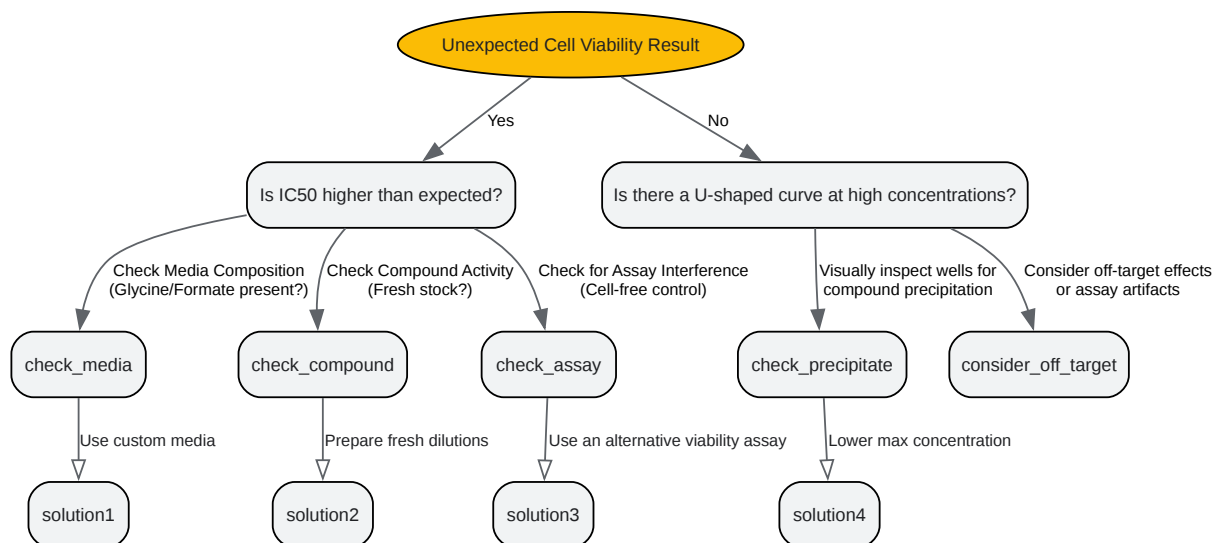 Unexpected Cell Viability Result
Yes
No
Is IC50 higher than expected?
Is there a U-shaped curve at high concentrations?
Check Media Composition
(Glycine/Formate present?)
Check Compound Activity
(Fresh stock?)
Check for Assay Interference
(Cell-free control)
Visually inspect wells for
compound precipitation
Consider off-target effects
or assay artifacts
check_media
check_compound
check_assay
check_precipitate
consider_off_target
Use custom media
Prepare fresh dilutions
Use an alternative viability assay
Lower max concentration
solution1
solution2
solution3
solution4